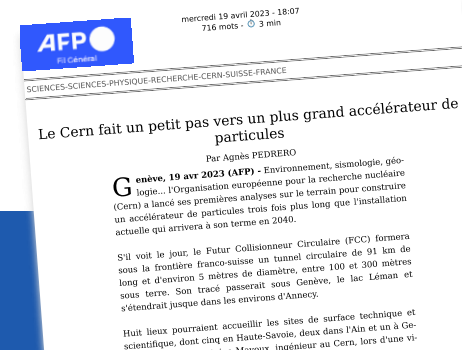 mercredi 19 avril 2023 - 18:07
716 mots - 3 min
AFP
Fil Général
SCIENCES-SCIENCES-PHYSIQUE-RECHERCHE-CERN-SUISSE-FRANCE
Le Cern fait un petit pas vers un plus grand accélérateur de
particules
Par Agnès PEDRERO
Genève, 19 avr 2023 (AFP) - Environnement, sismologie, géo-
logie... l'Organisation européenne pour la recherche nucléaire
(Cern) a lancé ses premières analyses sur le terrain pour construire
un accélérateur de particules trois fois plus long que l'installation
actuelle qui arrivera à son terme en 2040.
S'il voit le jour, le Futur Collisionneur Circulaire (FCC) formera
sous la frontière franco-suisse un tunnel circulaire de 91 km de
long et d'environ 5 mètres de diamètre, entre 100 et 300 mètres
sous terre. Son tracé passerait sous Genève, le lac Léman et
s'étendrait jusque dans les environs d'Annecy.
Huit lieux pourraient accueillir les sites de surface technique et
scientifique, dont cinq en Haute-Savoie, deux dans l'Ain et un à Ge-
Mayoux, ingénieur au Cern, lors d'une vi-